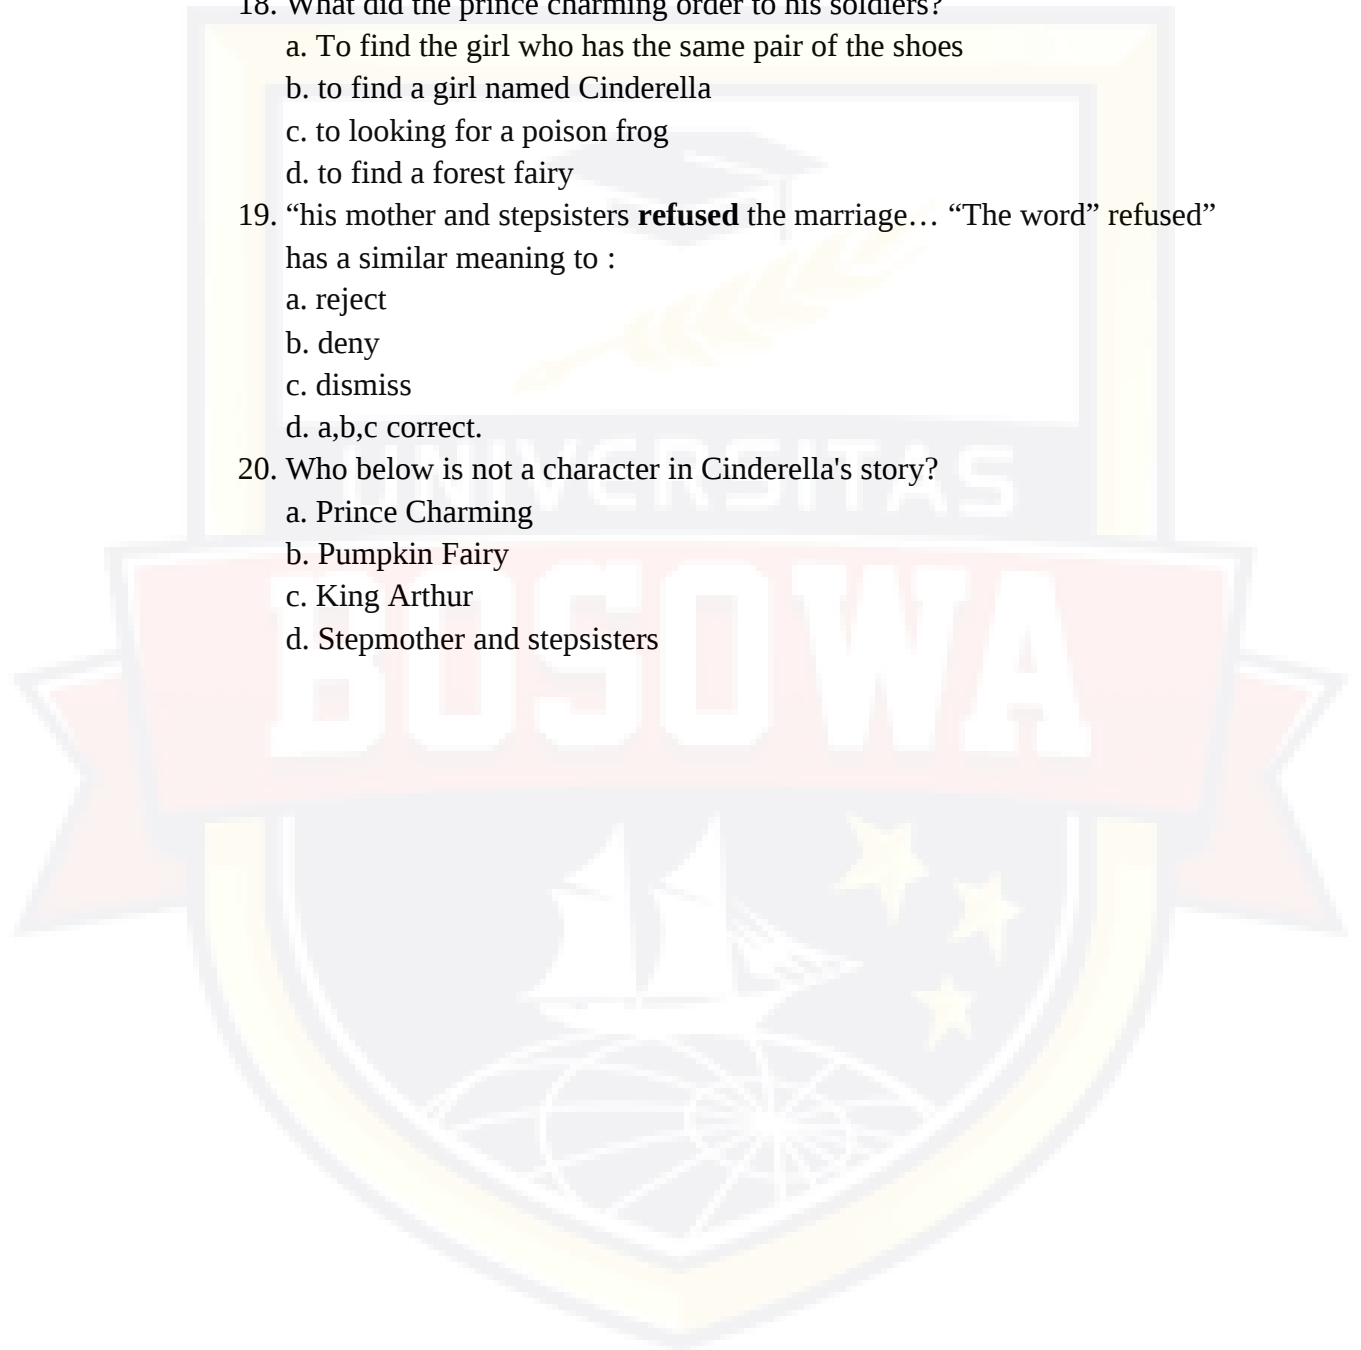 18. What did the prince charming order to his soldiers?
a. To find the girl who has the same pair of the shoes
b. to find a girl named Cinderella
c. to looking for a poison frog
d. to find a forest fairy
19. “his mother and stepsisters refused the marriage… “The word” refused”
has a similar meaning to :
a. reject
b. deny
c. dismiss
d. a,b,c correct.
UNIVERSITAS
20. Who below is not a character in Cinderella's story?
a. Prince Charming
b. Pumpkin Fairy
c. King Arthur
d. Stepmother and stepsisters
BOSOWA